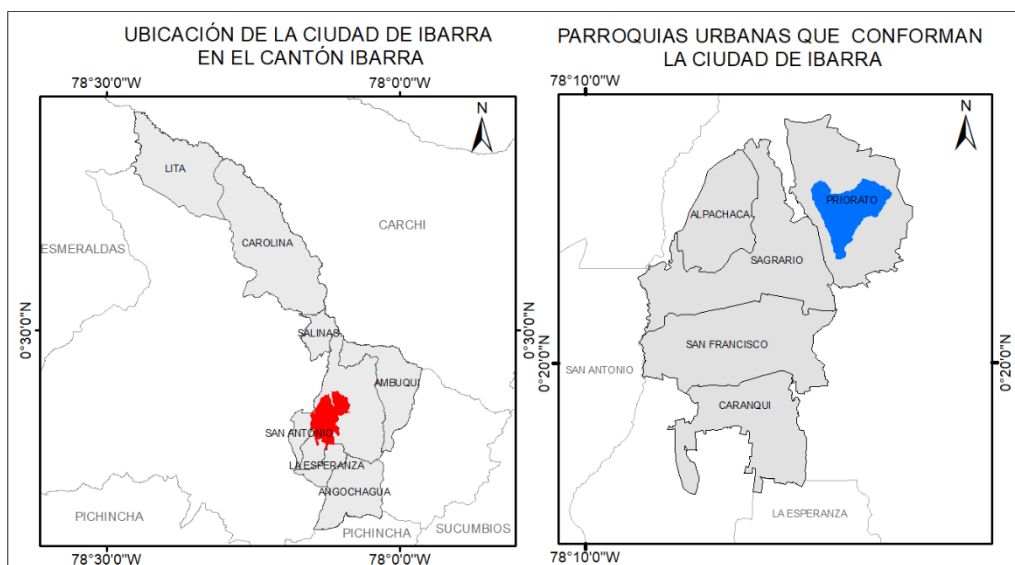 UBICACIÓN DE LA CIUDAD DE IBARRA
EN EL CANTÓN IBARRA
78°30'0"W
78°0'0"W
N
LITA
CAROLINA
CARCHI
ESMERALDAS
0°30'0"N
0°30'0"N
SALINAS
AMBUQUI
SAN ANTONIO
LA ESPERANZA
ANGOCHAGUA
PICHINCHA
PICHINCHA
SUCUMBIOS
78°30'0"W
78°0'0"W
PARROQUIAS URBANAS QUE CONFORMAN
LA CIUDAD DE IBARRA
78°10'0"W
N
PRIORATO
ALPACHACA
SAGRARIO
SAN FRANCISCO
0°20'0"N
0°20'0"N
SAN ANTONIO
CARANQUI
LA ESPERANZA
78°10'0"W